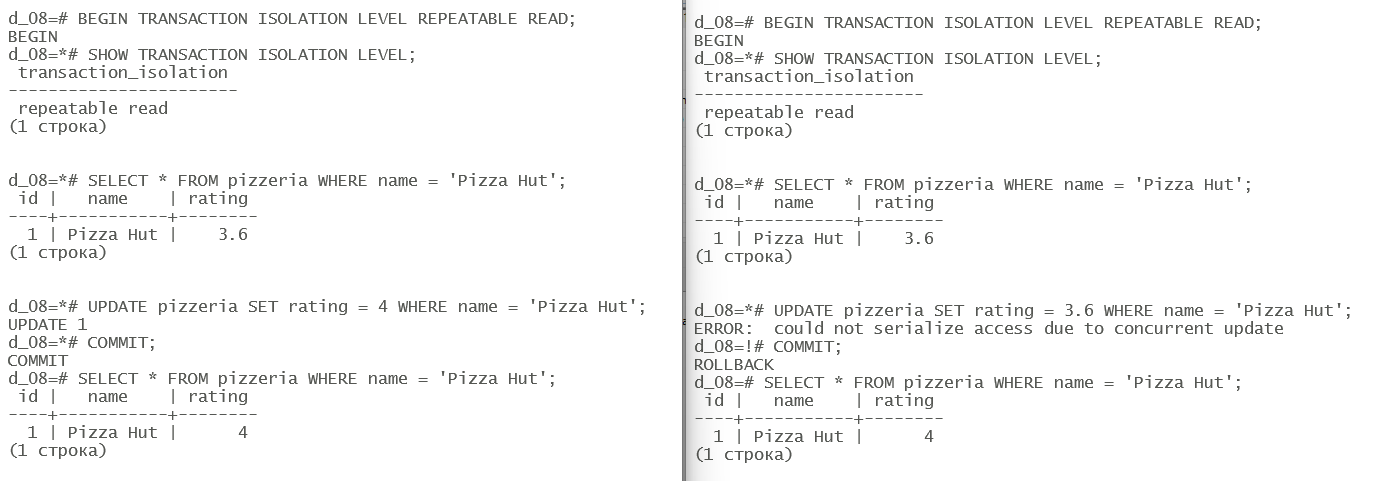 d_08=# BEGIN TRANSACTION ISOLATION LEVEL REPEATABLE READ;
BEGIN
d_08=*# SHOW TRANSACTION ISOLATION LEVEL;
 transaction_isolation
-----------------------
 repeatable read
(1 строка)
d_08=*# SELECT * FROM pizzeria WHERE name = 'Pizza Hut';
 id |   name    | rating
----+-----------+--------
  1 | Pizza Hut |    3.6
(1 строка)
d_08=*# UPDATE pizzeria SET rating = 4 WHERE name = 'Pizza Hut';
UPDATE 1
d_08=*# COMMIT;
COMMIT
d_08=# SELECT * FROM pizzeria WHERE name = 'Pizza Hut';
 id |   name    | rating
----+-----------+--------
  1 | Pizza Hut |      4
(1 строка)
d_08=# BEGIN TRANSACTION ISOLATION LEVEL REPEATABLE READ;
BEGIN
d_08=*# SHOW TRANSACTION ISOLATION LEVEL;
 transaction_isolation
-----------------------
 repeatable read
(1 строка)
d_08=*# SELECT * FROM pizzeria WHERE name = 'Pizza Hut';
 id |   name    | rating
----+-----------+--------
  1 | Pizza Hut |    3.6
(1 строка)
d_08=*# UPDATE pizzeria SET rating = 3.6 WHERE name = 'Pizza Hut';
ERROR:  could not serialize access due to concurrent update
d_08=!# COMMIT;
ROLLBACK
d_08=# SELECT * FROM pizzeria WHERE name = 'Pizza Hut';
 id |   name    | rating
----+-----------+--------
  1 | Pizza Hut |      4
(1 строка)